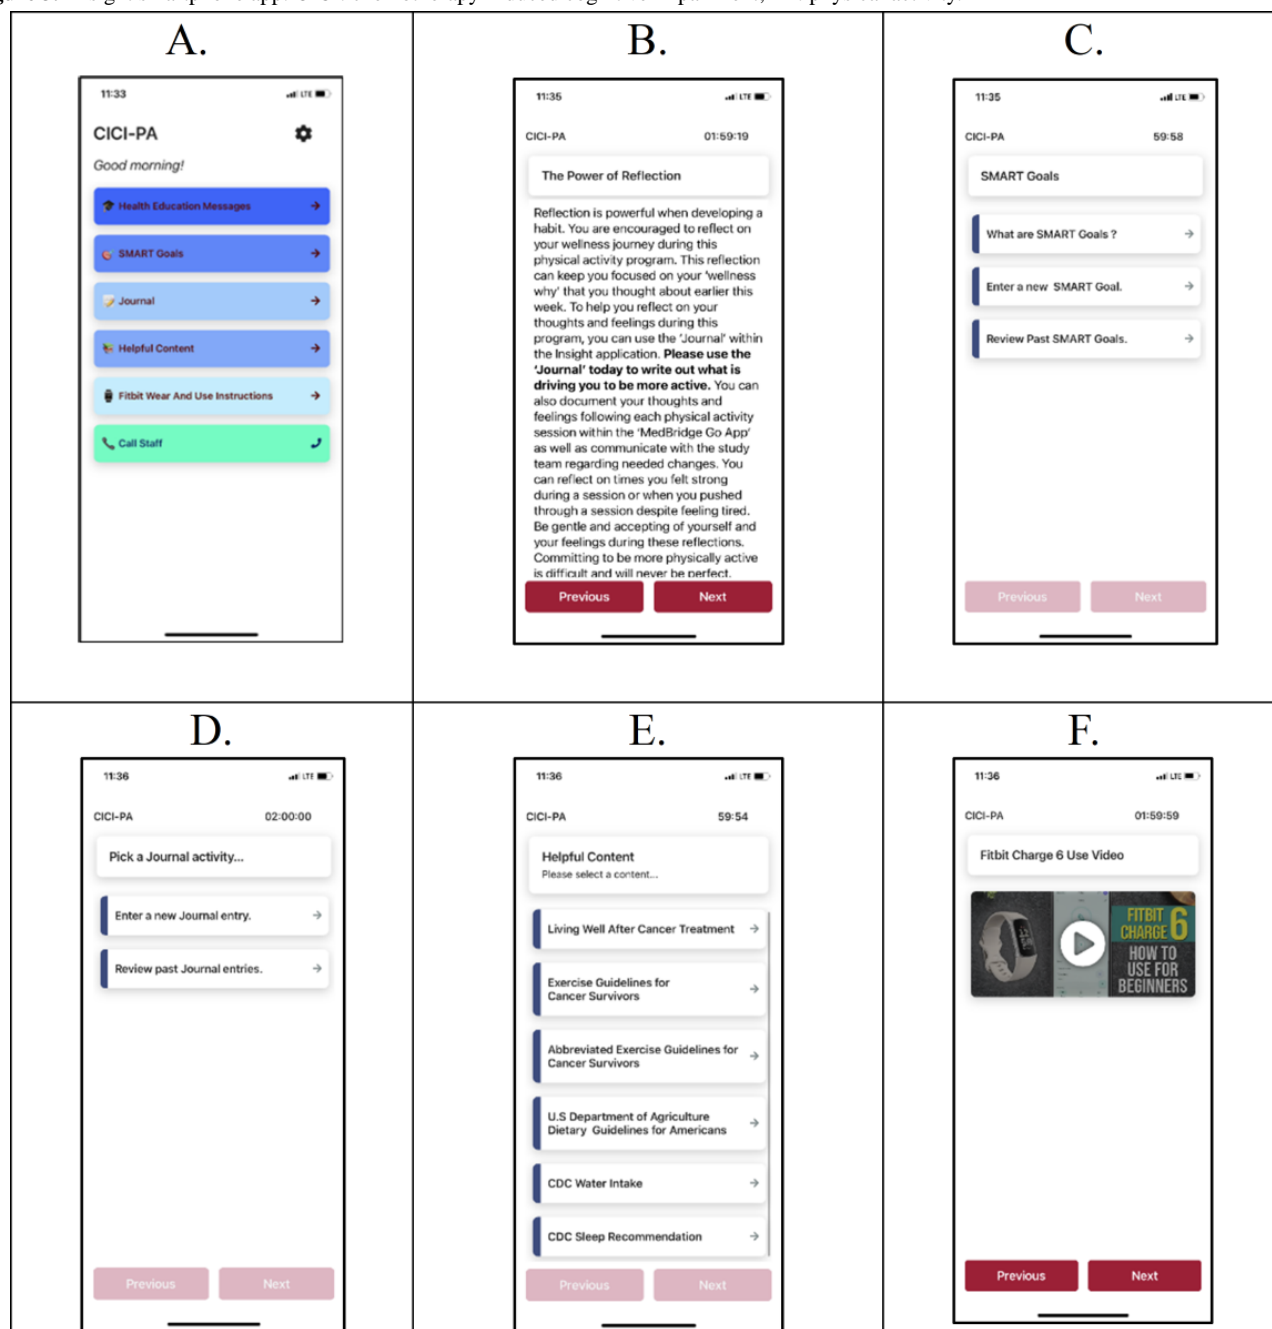 A.
11:33 LTE
CICI-PA
Good morning!
Health Education Messages
SMART Goals
Journal
Helpful Content
Fitbit Wear And Use Instructions
Call Staff
B.
11:35 LTE
CICI-PA 01:59:19
The Power of Reflection
Reflection is powerful when developing a
habit. You are encouraged to reflect on
your wellness journey during this
physical activity program. This reflection
can keep you focused on your 'wellness
why' that you thought about earlier this
week. To help you reflect on your
thoughts and feelings during this
program, you can use the 'Journal' within
the Insight application. Please use the
'Journal' today to write out what is
driving you to be more active. You can
also document your thoughts and
feelings following each physical activity
session within the 'MedBridge Go App'
as well as communicate with the study
team regarding needed changes. You
can reflect on times you felt strong
during a session or when you pushed
through a session despite feeling tired.
Be gentle and accepting of yourself and
your feelings during these reflections.
Committing to be more physically active
is difficult and will never be perfect.
Previous Next
C.
11:35 LTE
CICI-PA 59:58
SMART Goals
What are SMART Goals ?
Enter a new SMART Goal.
Review Past SMART Goals.
Previous Next
D.
11:36 LTE
CICI-PA 02:00:00
Pick a Journal activity...
Enter a new Journal entry.
Review past Journal entries.
Previous Next
E.
11:36 LTE
CICI-PA 59:54
Helpful Content
Please select a content...
Living Well After Cancer Treatment
Exercise Guidelines for
Cancer Survivors
Abbreviated Exercise Guidelines for
Cancer Survivors
U.S Department of Agriculture
Dietary Guidelines for Americans
CDC Water Intake
CDC Sleep Recommendation
Previous Next
F.
11:36 LTE
CICI-PA 01:59:59
Fitbit Charge 6 Use Video
FITBIT
CHARGE 6
HOW TO
USE FOR
BEGINNERS
Previous Next